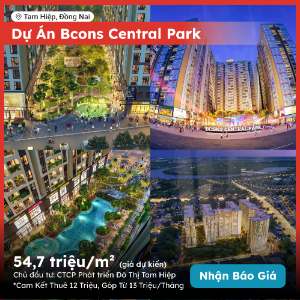 Tam Hiệp, Đồng Nai
Dự Án Bcons Central Park
BCONS CENTRAL PARK
54,7 triệu/m² (giá dự kiến)
Chủ đầu tư: CTCP Phát triển Đô Thị Tam Hiệp
*Cam Kết Thuê 12 Triệu, Góp Từ 13 Triệu/Tháng
Nhận Báo Giá